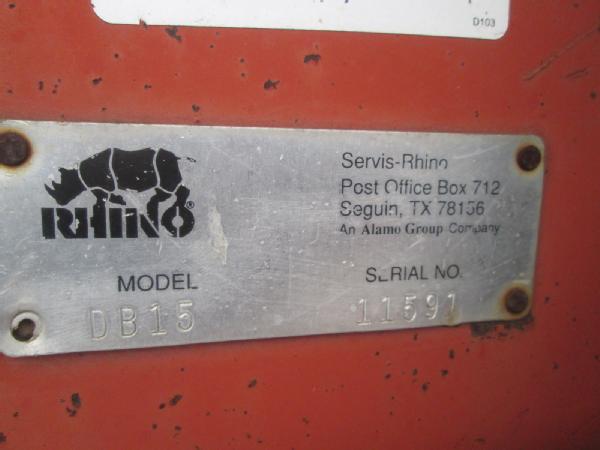 D103
RHINO®
Servis-Rhino
Post Office Box 712
Seguin, TX 78156
An Alamo Group Company
MODEL
SERIAL NO.
DB15
11591